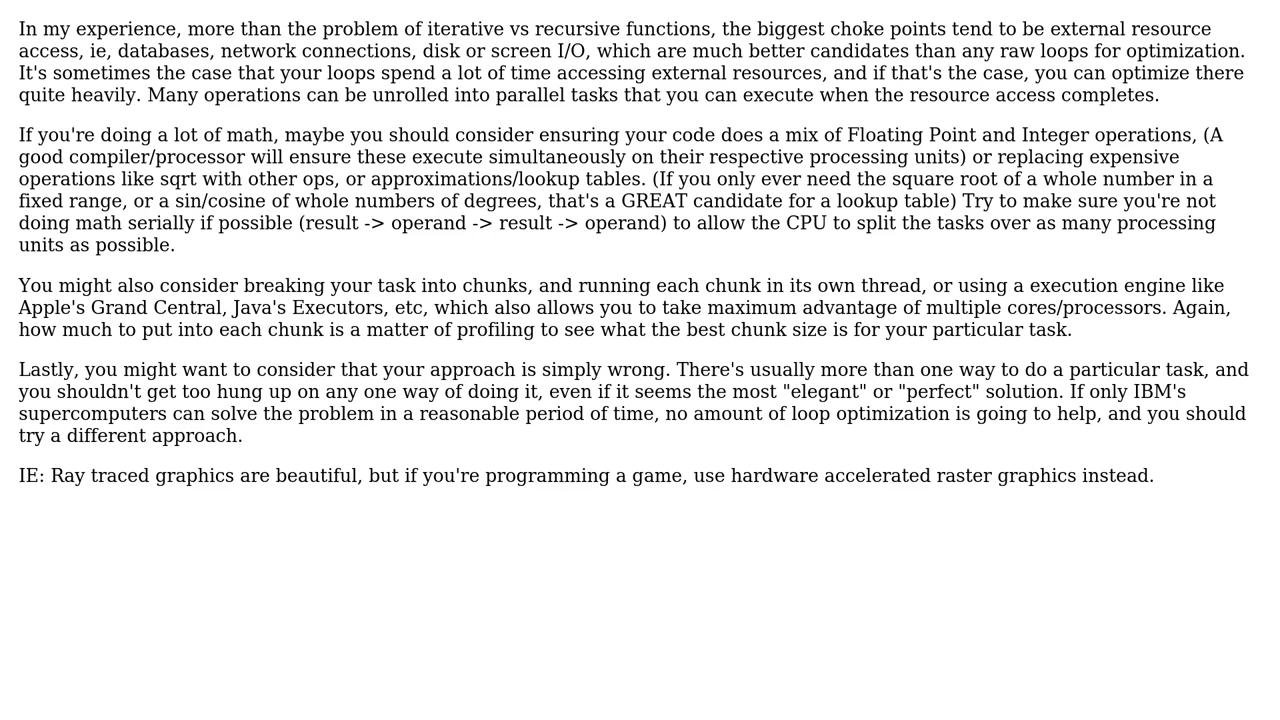 In my experience, more than the problem of iterative vs recursive functions, the biggest choke points tend to be external resource
access, ie, databases, network connections, disk or screen I/O, which are much better candidates than any raw loops for optimization.
It's sometimes the case that your loops spend a lot of time accessing external resources, and if that's the case, you can optimize there
quite heavily. Many operations can be unrolled into parallel tasks that you can execute when the resource access completes.
If you're doing a lot of math, maybe you should consider ensuring your code does a mix of Floating Point and Integer operations, (A
good compiler/processor will ensure these execute simultaneously on their respective processing units) or replacing expensive
operations like sqrt with other ops, or approximations/lookup tables. (If you only ever need the square root of a whole number in a
fixed range, or a sin/cosine of whole numbers of degrees, that's a GREAT candidate for a lookup table) Try to make sure you're not
doing math serially if possible (result -> operand -> result -> operand) to allow the CPU to split the tasks over as many processing
units as possible.
You might also consider breaking your task into chunks, and running each chunk in its own thread, or using a execution engine like
Apple's Grand Central, Java's Executors, etc, which also allows you to take maximum advantage of multiple cores/processors. Again,
how much to put into each chunk is a matter of profiling to see what the best chunk size is for your particular task.
Lastly, you might want to consider that your approach is simply wrong. There's usually more than one way to do a particular task, and
you shouldn't get too hung up on any one way of doing it, even if it seems the most "elegant" or "perfect" solution. If only IBM's
supercomputers can solve the problem in a reasonable period of time, no amount of loop optimization is going to help, and you should
try a different approach.
IE: Ray traced graphics are beautiful, but if you're programming a game, use hardware accelerated raster graphics instead.